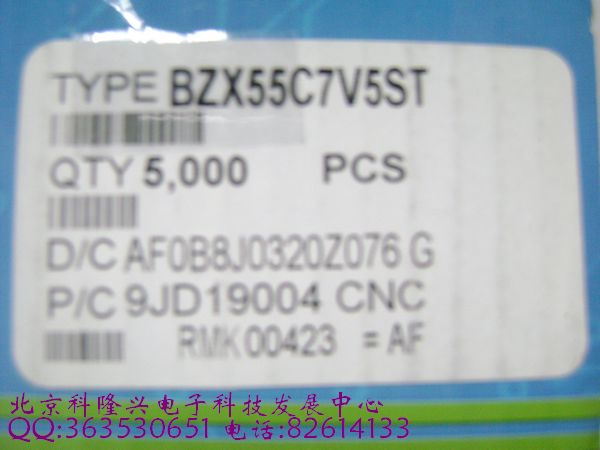 TYPE BZX55C7V5ST
QTY 5,000 PCS
D/C AF0B8J0320Z076 G
P/C 9JD19004 CNC
RMK 00423 = AF
北京科隆兴电子科技发展中心
QQ:363530651 电话:82614133